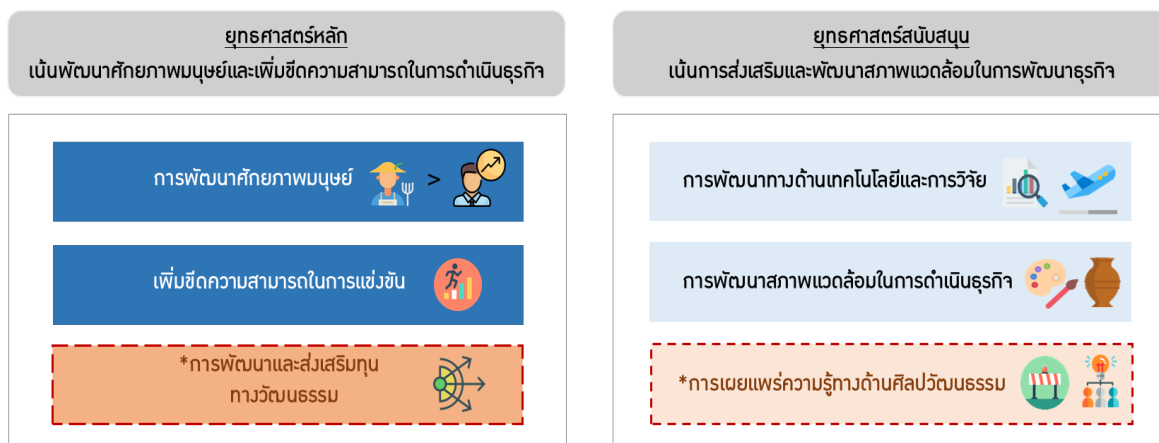 ยุทธศาสตร์หลัก
เน้นพัฒนาศักยภาพมนุษย์และเพิ่มขีดความสามารถในการดำเนินธุรกิจ
การพัฒนาศักยภาพมนุษย์ >
เพิ่มขีดความสามารถในการแข่งขัน
*การพัฒนาและส่งเสริมทุน
ทางวัฒนธรรม
ยุทธศาสตร์สนับสนุน
เน้นการส่งเสริมและพัฒนาสภาพแวดล้อมในการพัฒนาธุรกิจ
การพัฒนาทางด้านเทคโนโลยีและการวิจัย
การพัฒนาสภาพแวดล้อมในการดำเนินธุรกิจ
*การเผยแพร่ความรู้ทางด้านศิลปวัฒนธรรม